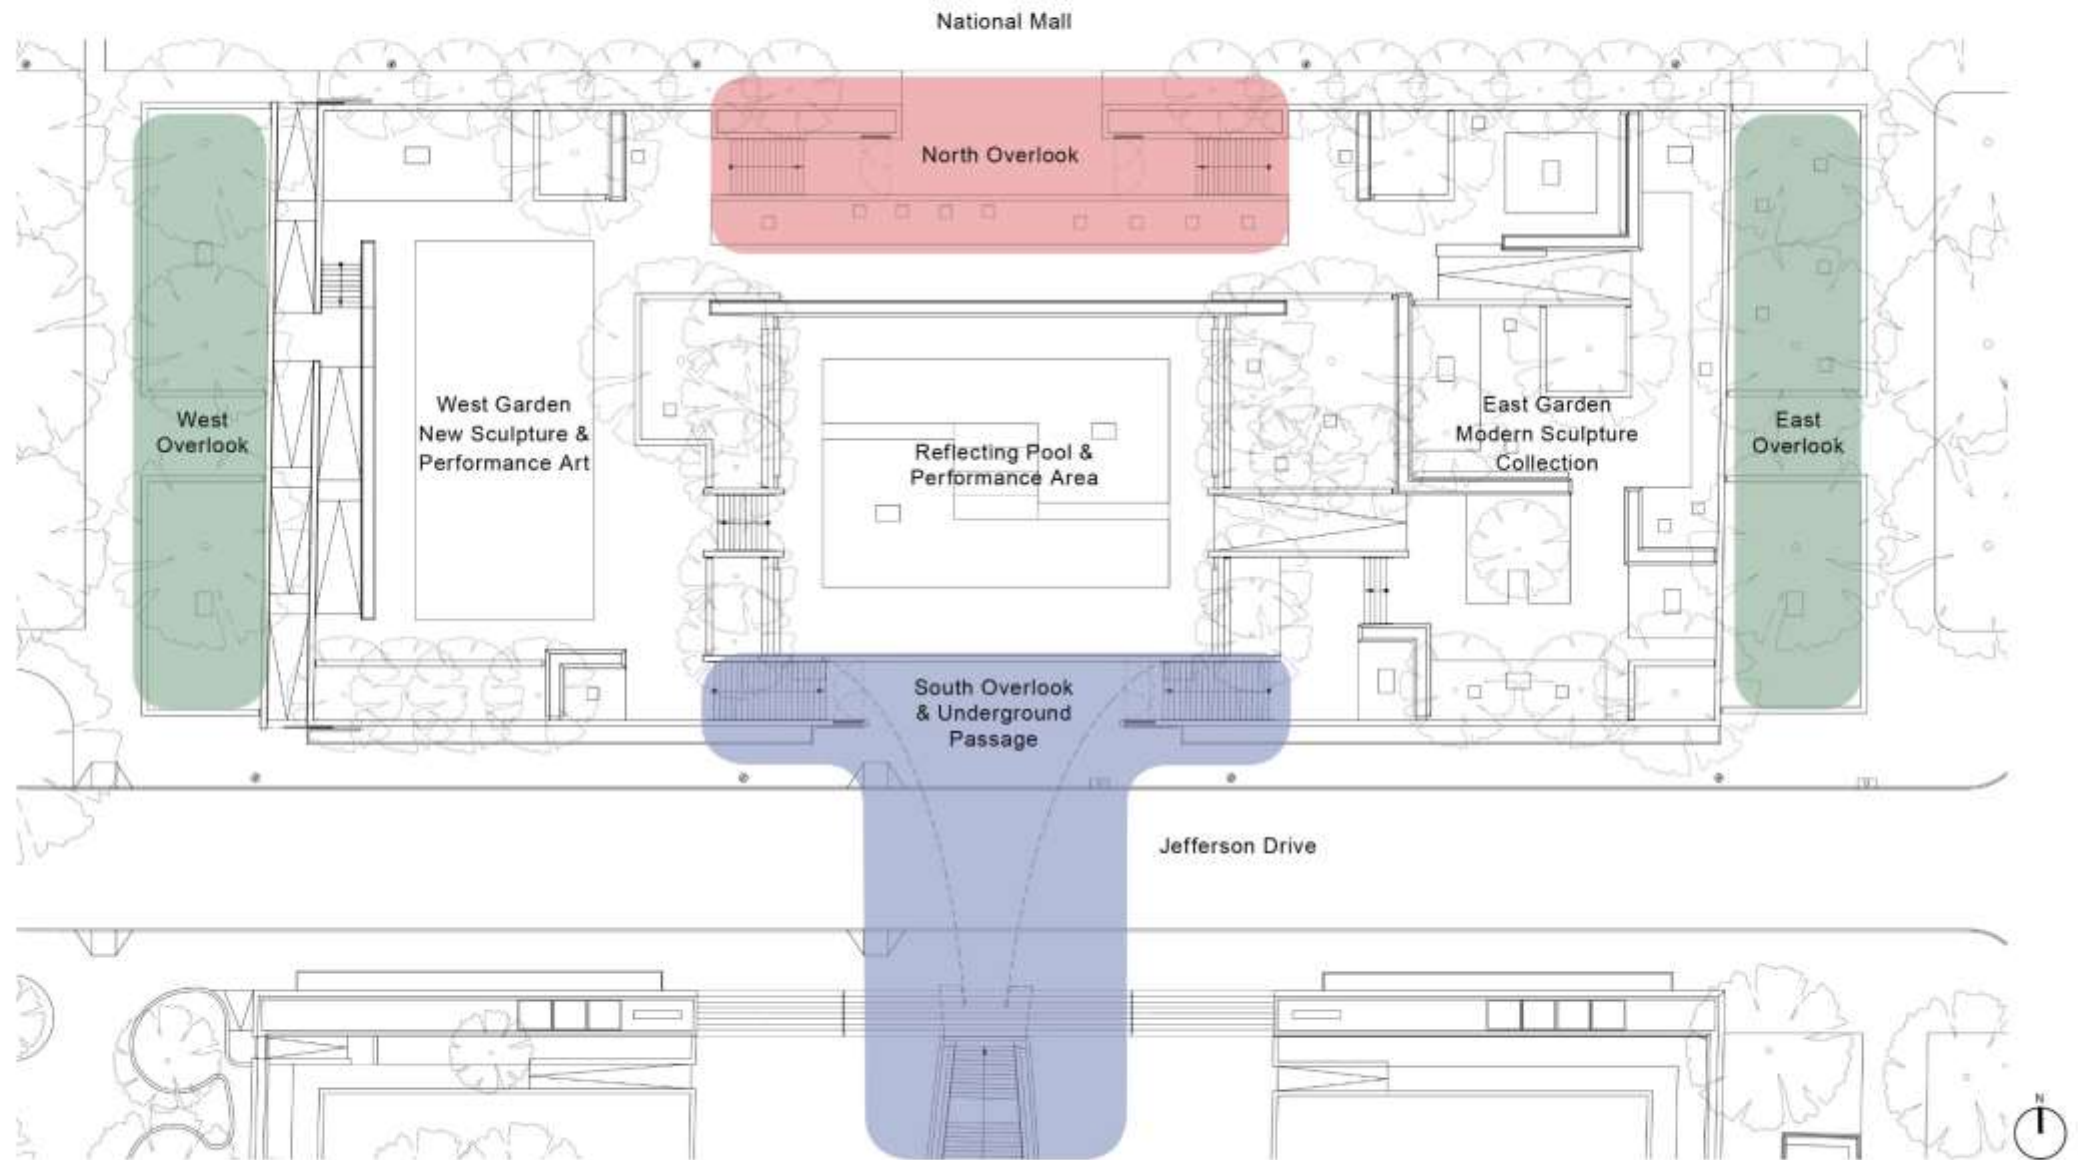 National Mall
North Overlook
West
Overlook
West Garden
New Sculpture &
Performance Art
Reflecting Pool &
Performance Area
East Garden
Modern Sculpture
Collection
East
Overlook
South Overlook
& Underground
Passage
Jefferson Drive
N